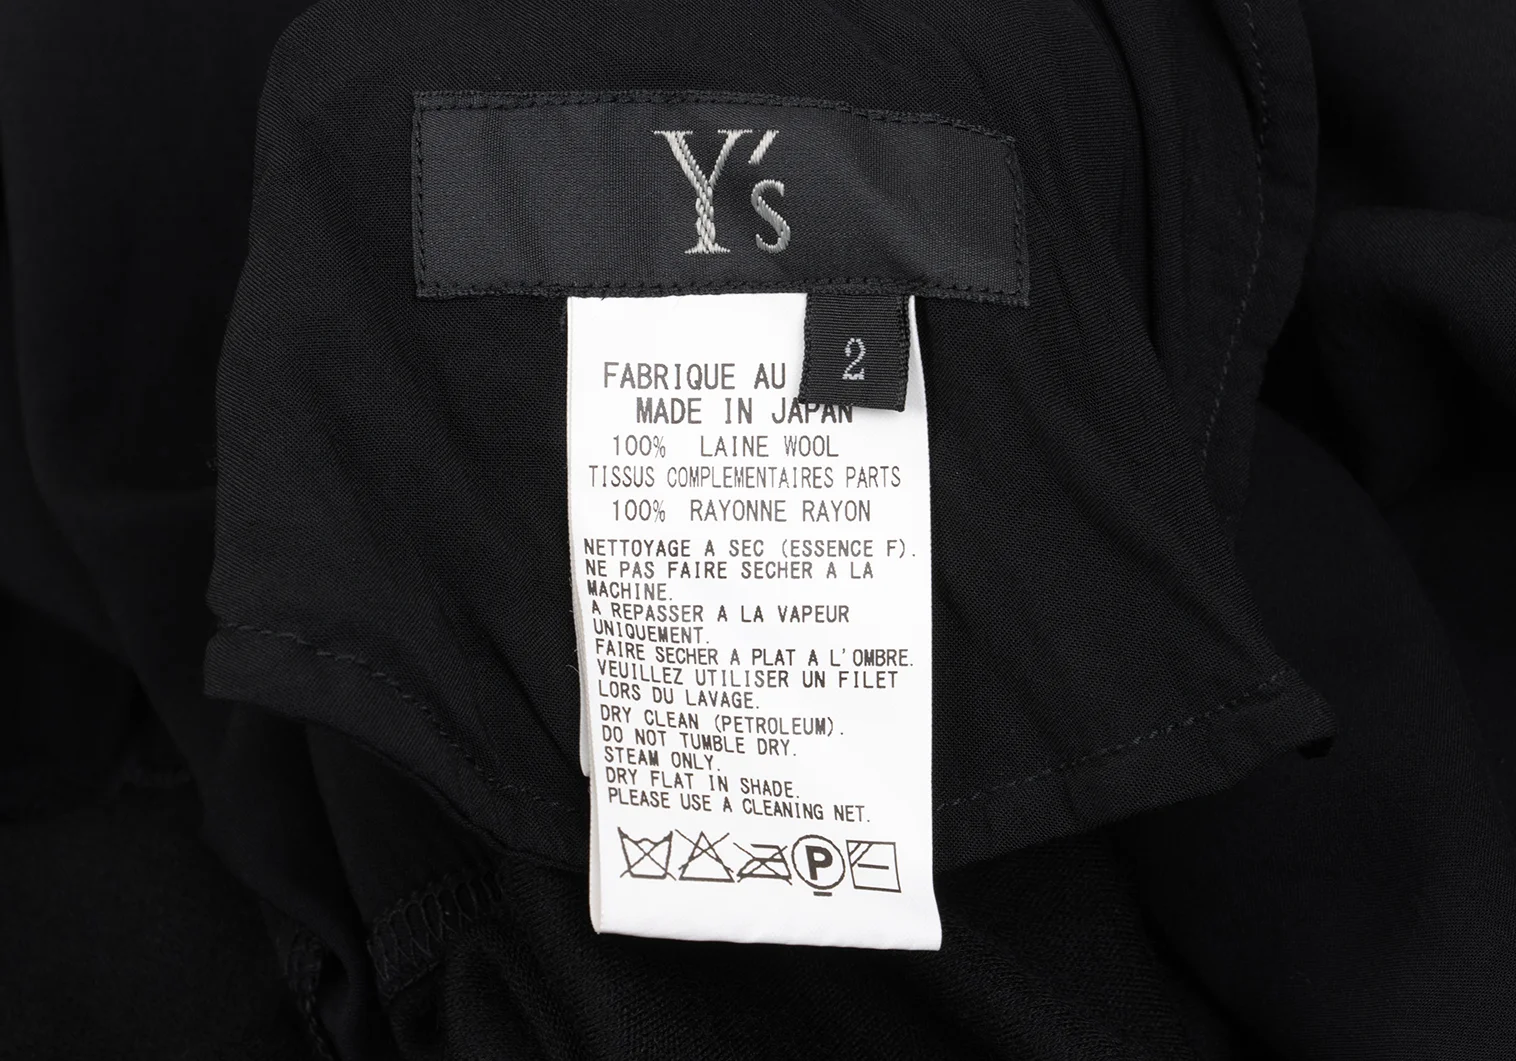 Y's
2
FABRIQUE AU
MADE IN JAPAN
100% LAINE WOOL
TISSUS COMPLEMENTAIRES PARTS
100% RAYONNE RAYON
NETTOYAGE A SEC (ESSENCE F).
NE PAS FAIRE SECHER A LA
MACHINE.
A REPASSER A LA VAPEUR
UNIQUEMENT.
FAIRE SECHER A PLAT A L'OMBRE.
VEUILLEZ UTILISER UN FILET
LORS DU LAVAGE.
DRY CLEAN (PETROLEUM).
DO NOT TUMBLE DRY.
STEAM ONLY.
DRY FLAT IN SHADE.
PLEASE USE A CLEANING NET.
P